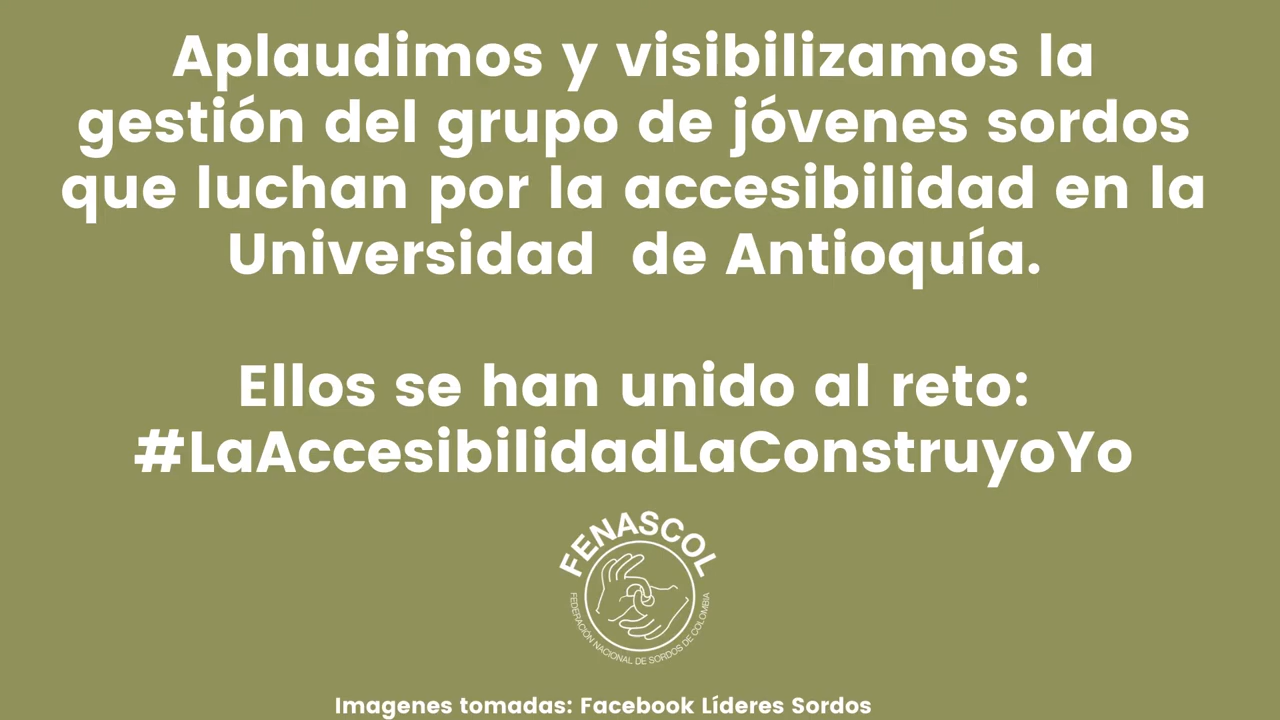 Aplaudimos y visibilizamos la
gestión del grupo de jóvenes sordos
que luchan por la accesibilidad en la
Universidad  de Antioquía.
Ellos se han unido al reto:
#LaAccesibilidadLaConstruyoYo
FENASCOL
FEDERACIÓN NACIONAL DE SORDOS DE COLOMBIA
Imagenes tomadas: Facebook Líderes Sordos